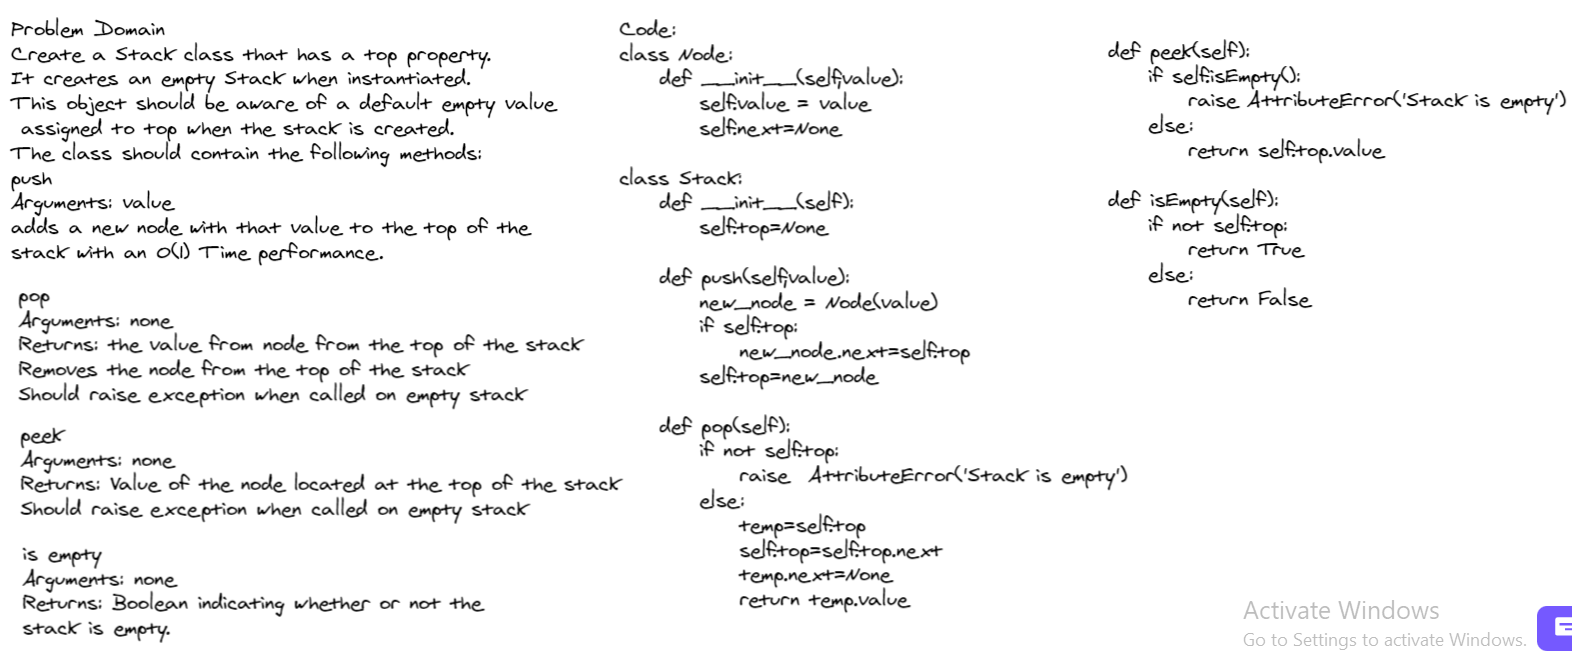 Problem Domain
Create a Stack class that has a top property.
It creates an empty Stack when instantiated.
This object should be aware of a default empty value
assigned to top when the stack is created.
The class should contain the following methods:
push
Arguments: value
adds a new node with that value to the top of the
stack with an O(1) Time performance.
pop
Arguments: none
Returns: the value from node from the top of the stack
Removes the node from the top of the stack
Should raise exception when called on empty stack
peek
Arguments: none
Returns: Value of the node located at the top of the stack
Should raise exception when called on empty stack
is empty
Arguments: none
Returns: Boolean indicating whether or not the
stack is empty.
Code:
class Node:
def __init__(self,value):
self.value = value
self.next=None
class Stack:
def __init__(self):
self.top=None
def push(self,value):
new_node = Node(value)
if self.top:
new_node.next=self.top
self.top=new_node
def pop(self):
if not self.top:
raise AttributeError('Stack is empty')
else:
temp=self.top
self.top=self.top.next
temp.next=None
return temp.value
def peek(self):
if self.isEmpty():
raise AttributeError('Stack is empty')
else:
return self.top.value
def isEmpty(self):
if not self.top:
return True
else:
return False
Activate Windows
Go to Settings to activate Windows.